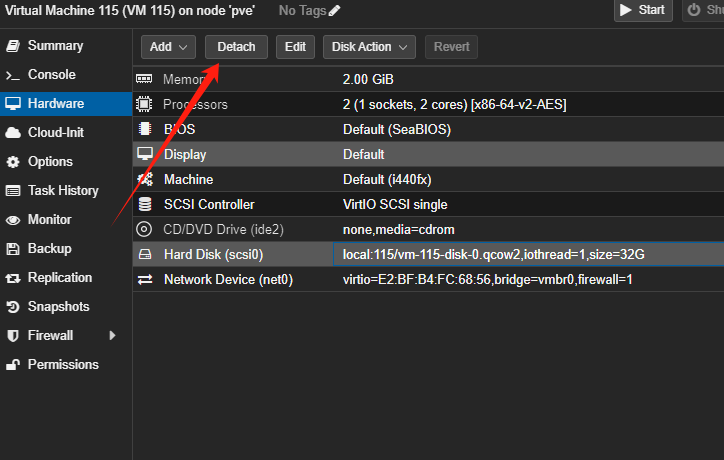 Virtual Machine 115 (VM 115) on node 'pve' No Tags Start
Summary
Console
Hardware
Cloud-Init
Options
Task History
Monitor
Backup
Replication
Snapshots
Firewall
Permissions
Add Detach Edit Disk Action Revert
Memory 2.00 GiB
Processors 2 (1 sockets, 2 cores) [x86-64-v2-AES]
BIOS Default (SeaBIOS)
Display Default
Machine Default (i440fx)
SCSI Controller VirtIO SCSI single
CD/DVD Drive (ide2) none,media=cdrom
Hard Disk (scsi0) local:115/vm-115-disk-0.qcow2,iothread=1,size=32G
Network Device (net0) virtio=E2:BF:B4:FC:68:56,bridge=vmbr0,firewall=1